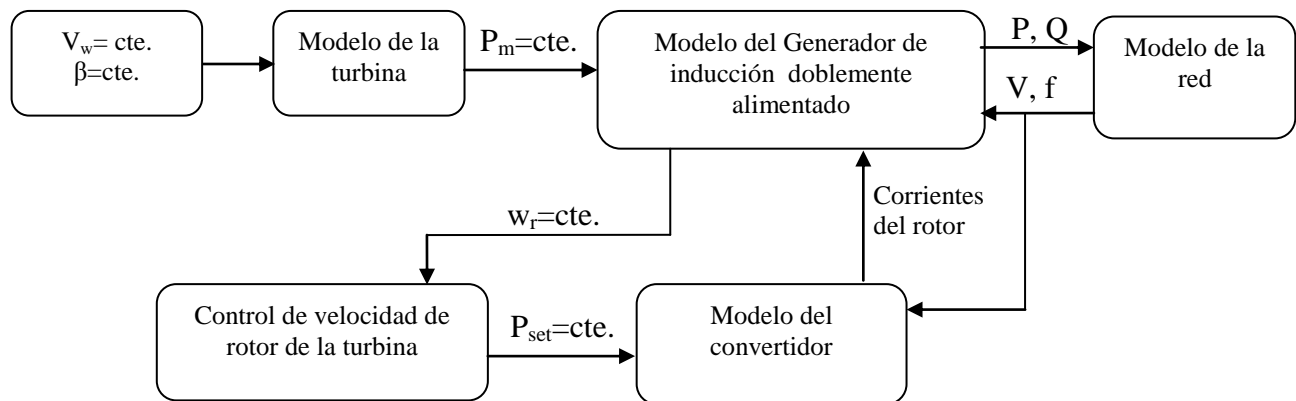 V_w= cte.
β=cte.
Modelo de la
turbina
P_m=cte.
Modelo del Generador de
inducción doblemente
alimentado
P, Q
V, f
Modelo de la
red
Corrientes
del rotor
w_r=cte.
Control de velocidad de
rotor de la turbina
P_set=cte.
Modelo del
convertidor